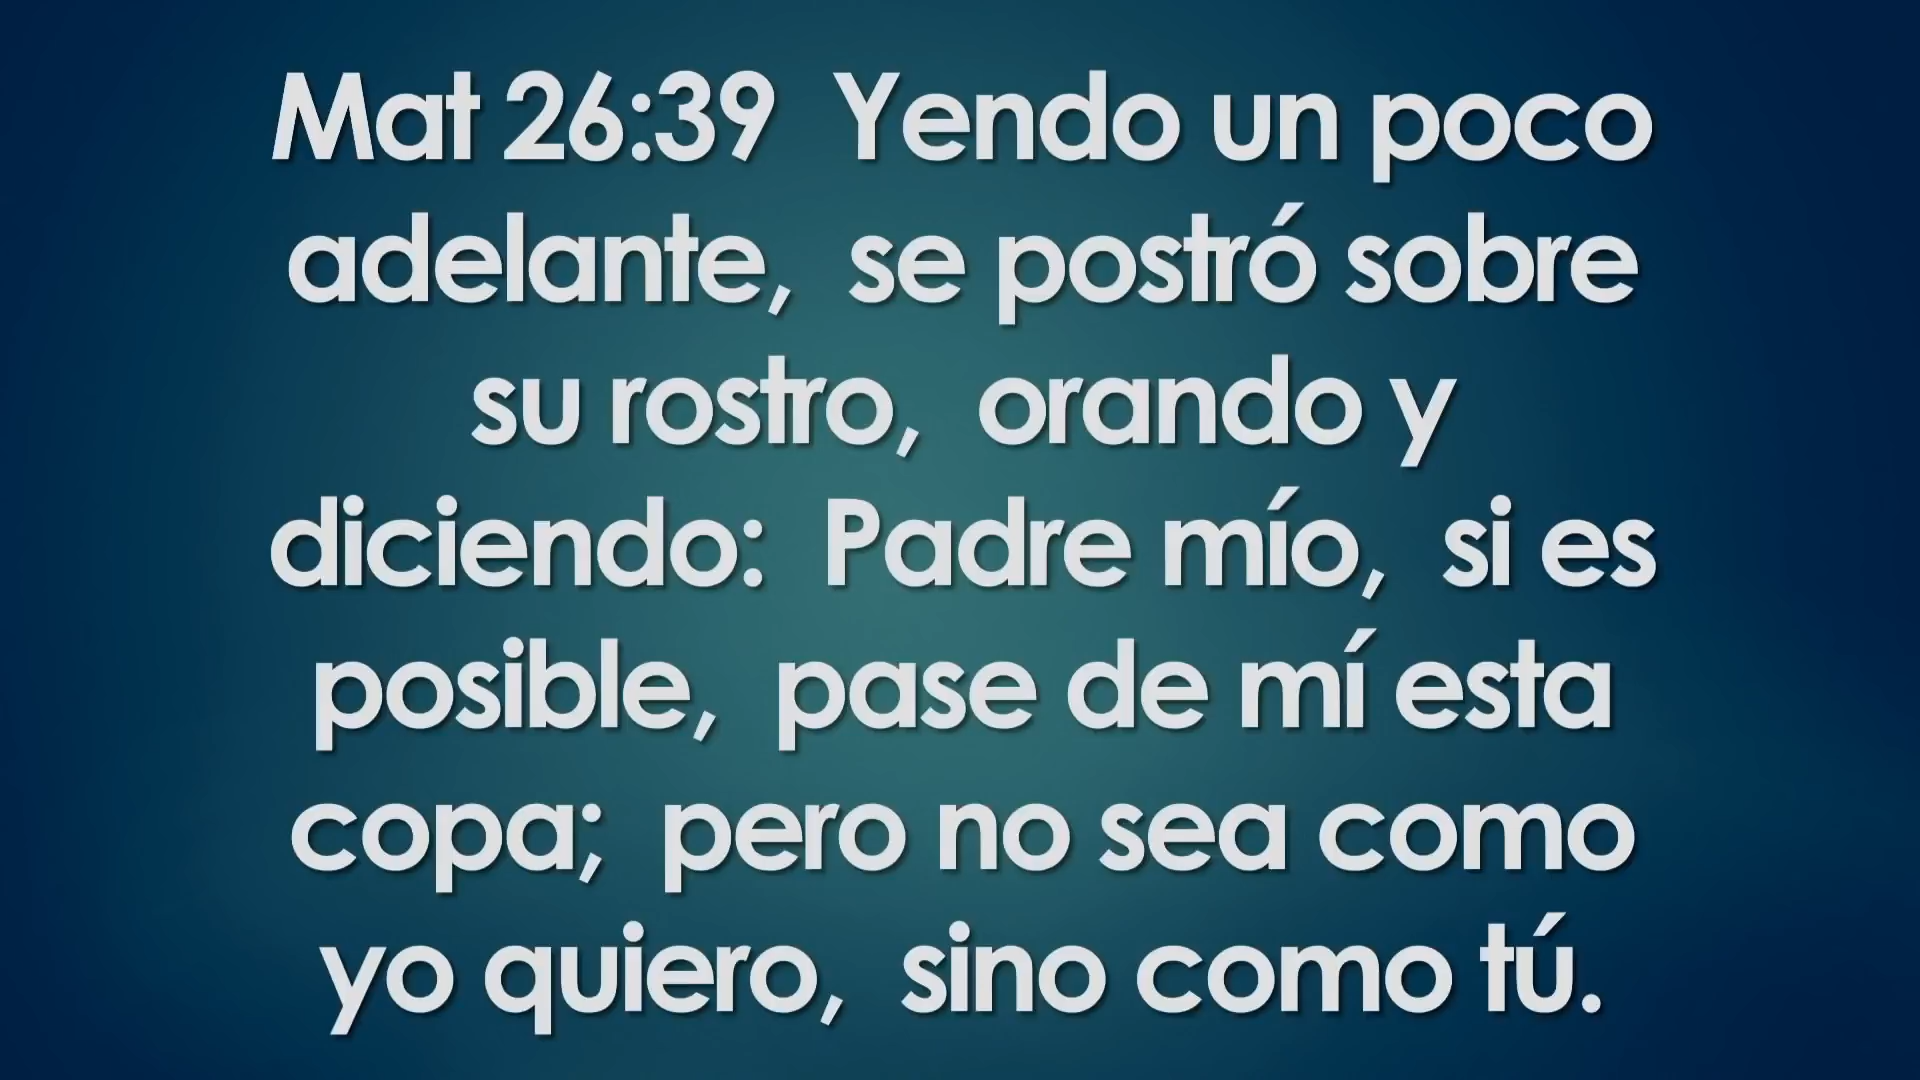 Mat 26:39 Yendo un poco
adelante, se postró sobre
su rostro, orando y
diciendo: Padre mío, si es
posible, pase de mí esta
copa; pero no sea como
yo quiero, sino como tú.